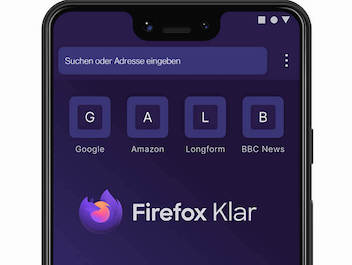 Suchen oder Adresse eingeben
G A L B
Google Amazon Longform BBC News
Firefox Klar